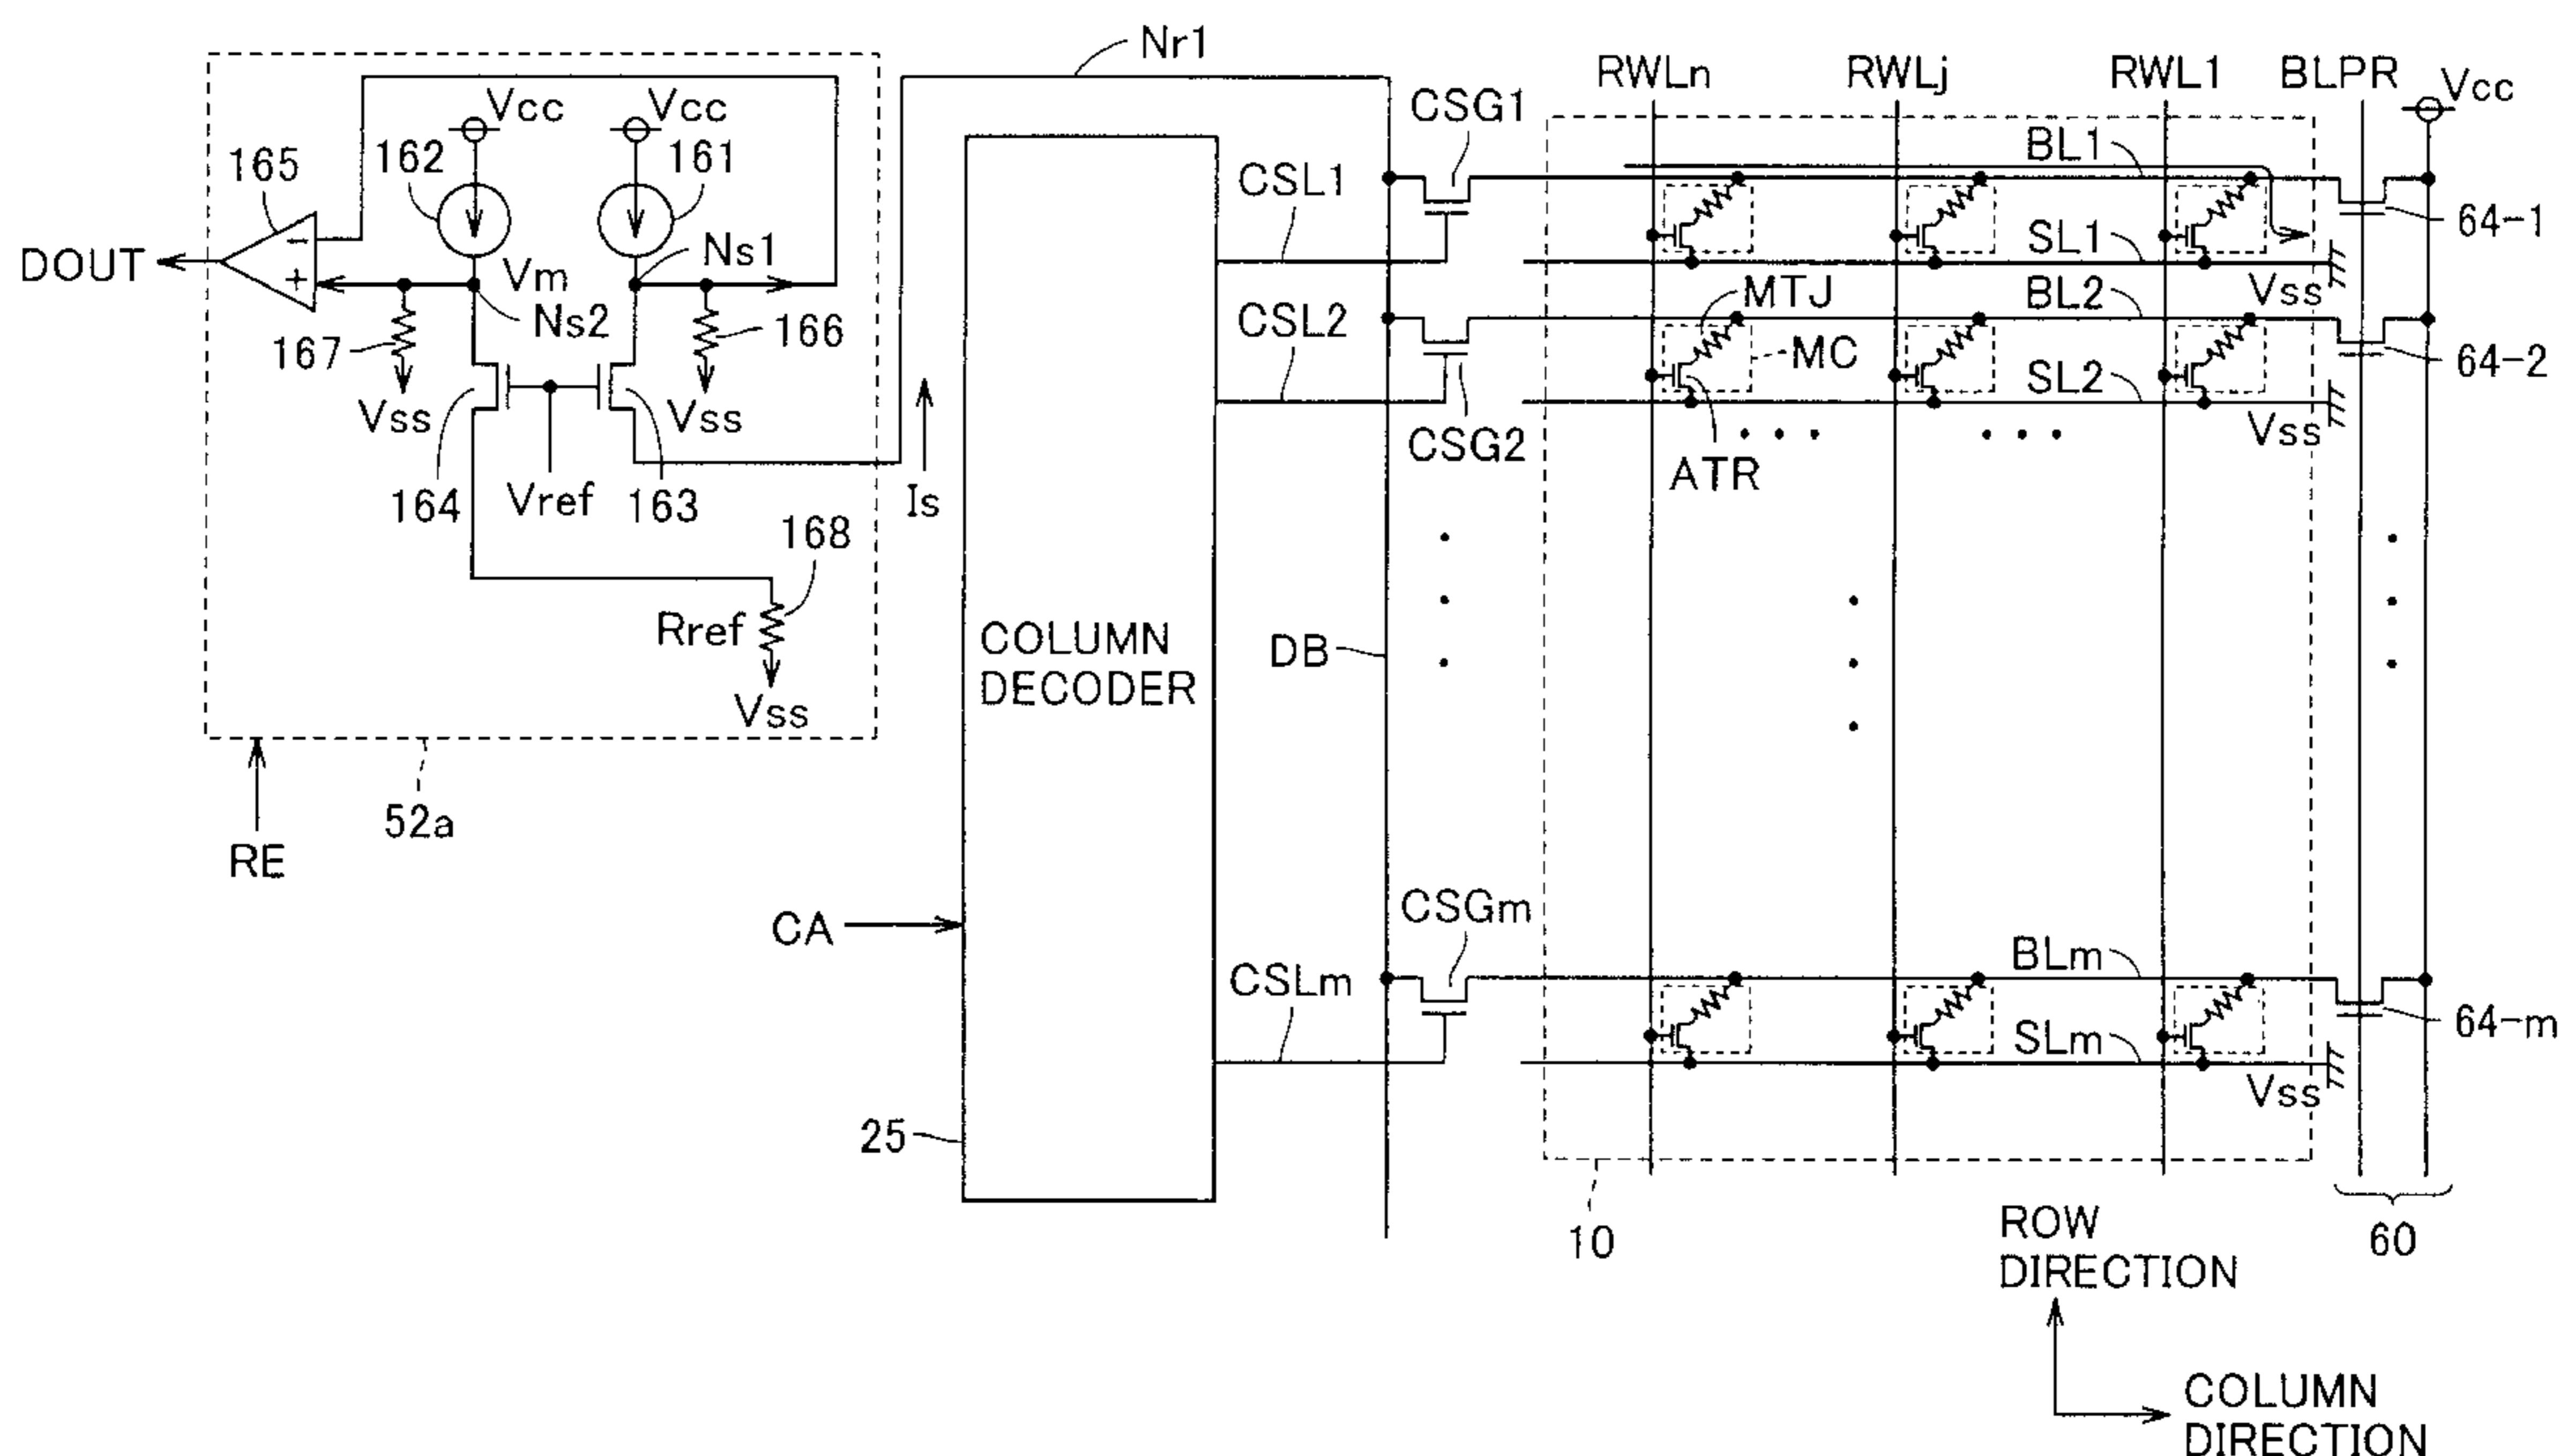 Nr1
RWLn
RWLj
RWL1
BLPR
Vcc
Vcc
Vcc
CSG1
165
162
161
CSL1
BL1
64-1
DOUT
−
+
Vm
Ns1
Ns2
SL1
Vss
167
166
Vss
Vss
CSL2
CSG2
MTJ
MC
ATR
BL2
SL2
Vss
64-2
164
Vref
163
Is
168
Rref
Vss
COLUMN
DECODER
DB
52a
RE
CA
CSGm
CSLm
BLm
SLm
Vss
64-m
25
10
60
ROW
DIRECTION
COLUMN
DIRECTION